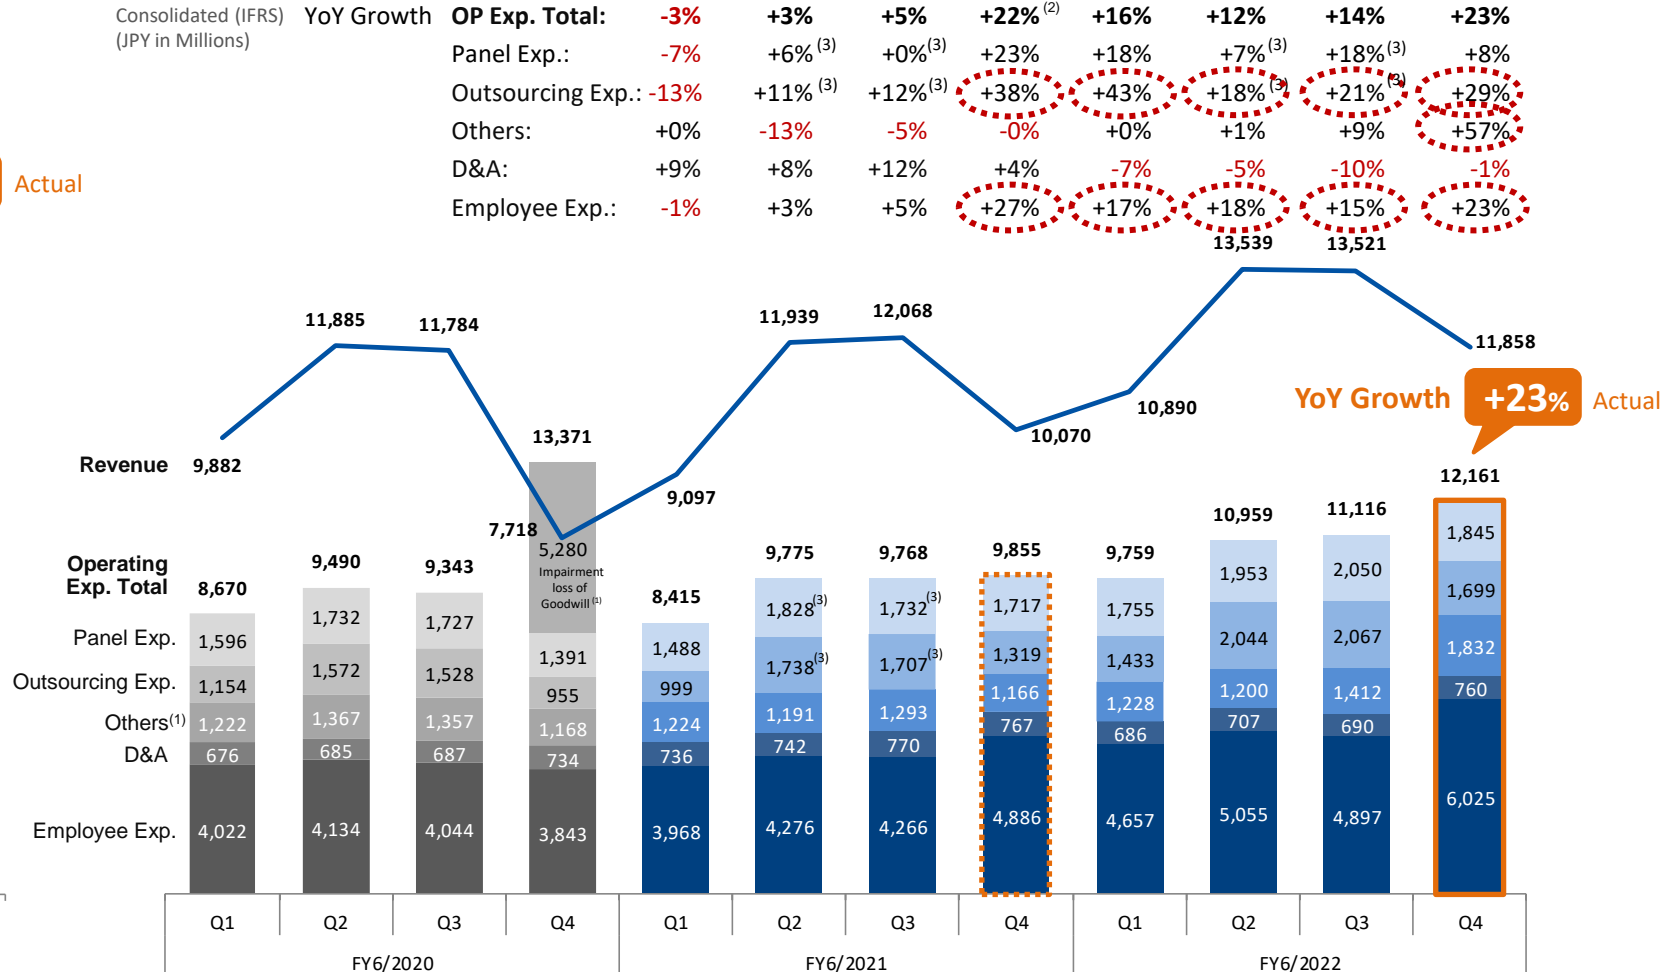 Consolidated (IFRS)
(JPY in Millions)
YoY Growth OP Exp. Total: -3% +3% +5% +22% (2) +16% +12% +14% +23%
Panel Exp.: -7% +6% (3) +0% (3) +23% +18% +7% (3) +18% (3) +8%
Outsourcing Exp.: -13% +11% (3) +12% (3) +38% +43% +18% (3) +21% (3) +29%
Others: +0% -13% -5% -0% +0% +1% +9% +57%
D&A: +9% +8% +12% +4% -7% -5% -10% -1%
Employee Exp.: -1% +3% +5% +27% +17% +18% +15% +23%
Actual
Revenue 9,882 11,885 11,784 7,718 9,097 11,939 12,068 10,070 10,890 13,539 13,521 11,858
YoY Growth +23% Actual
Operating
Exp. Total
8,670 9,490 9,343 13,371 8,415 9,775 9,768 9,855 9,759 10,959 11,116 12,161
5,280
Impairment
loss of
Goodwill (1)
Panel Exp. 1,596 1,732 1,727 1,391 1,488 1,828 (3) 1,732 (3) 1,717 1,755 1,953 2,050 1,845
Outsourcing Exp. 1,154 1,572 1,528 955 999 1,738 (3) 1,707 (3) 1,319 1,433 2,044 2,067 1,699
Others (1) 1,222 1,367 1,357 1,168 1,224 1,191 1,293 1,166 1,228 1,200 1,412 1,832
D&A 676 685 687 734 736 742 770 767 686 707 690 760
Employee Exp. 4,022 4,134 4,044 3,843 3,968 4,276 4,266 4,886 4,657 5,055 4,897 6,025
Q1 Q2 Q3 Q4 Q1 Q2 Q3 Q4 Q1 Q2 Q3 Q4
FY6/2020 FY6/2021 FY6/2022